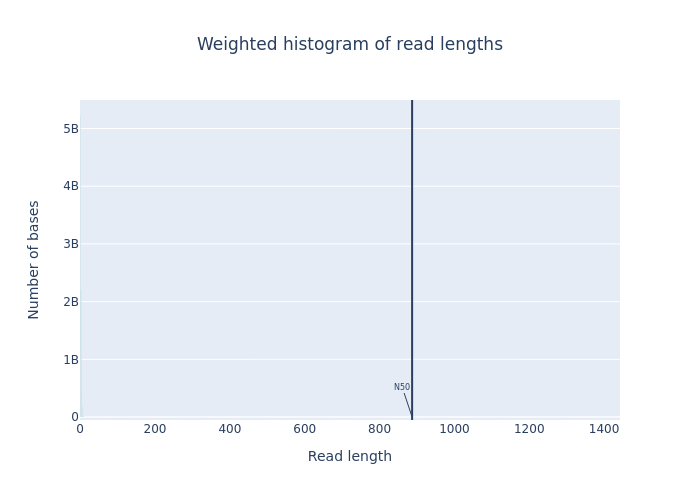 Weighted histogram of read lengths
Number of bases
5B
4B
3B
2B
1B
0
N50
0 200 400 600 800 1000 1200 1400
Read length